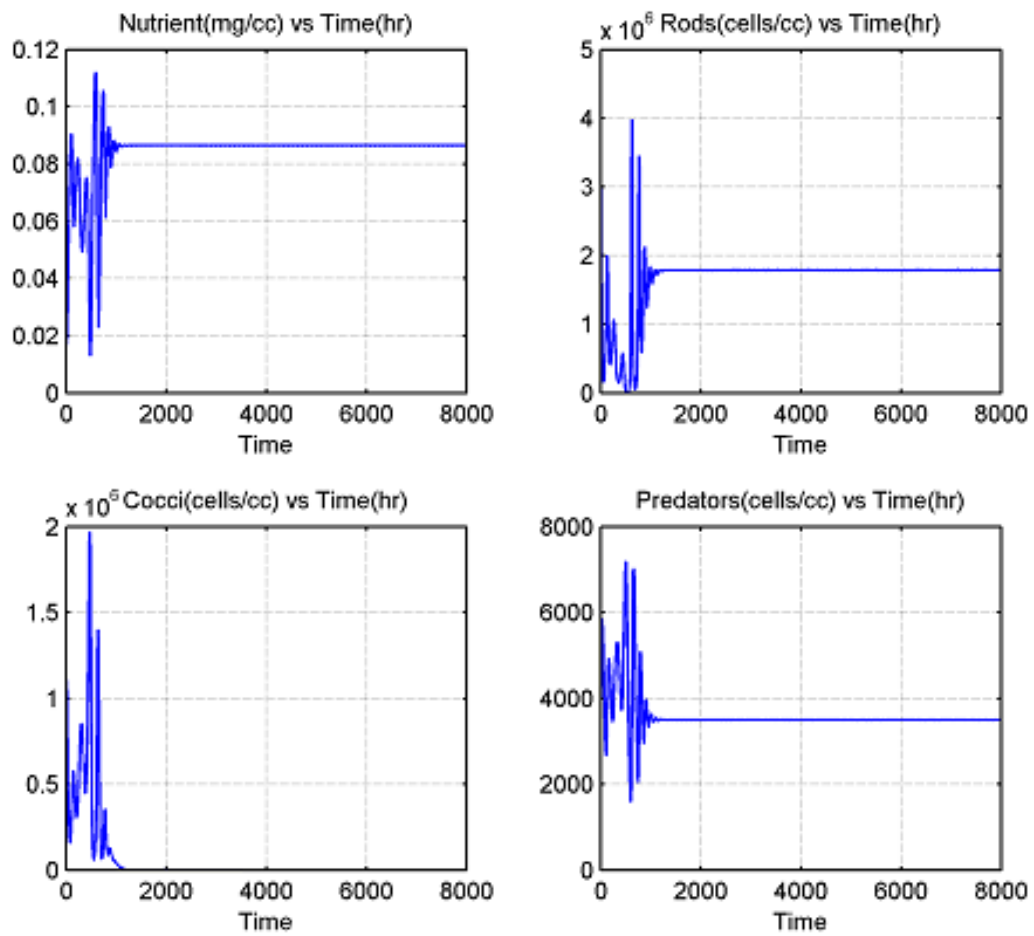 Nutrient(mg/cc) vs Time(hr)
0.12
0.1
0.08
0.06
0.04
0.02
0
0 2000 4000 6000 8000
Time
x 10^6 Rods(cells/cc) vs Time(hr)
5
4
3
2
1
0
0 2000 4000 6000 8000
Time
x 10^6 Cocci(cells/cc) vs Time(hr)
2
1.5
1
0.5
0
0 2000 4000 6000 8000
Time
Predators(cells/cc) vs Time(hr)
8000
6000
4000
2000
0
0 2000 4000 6000 8000
Time